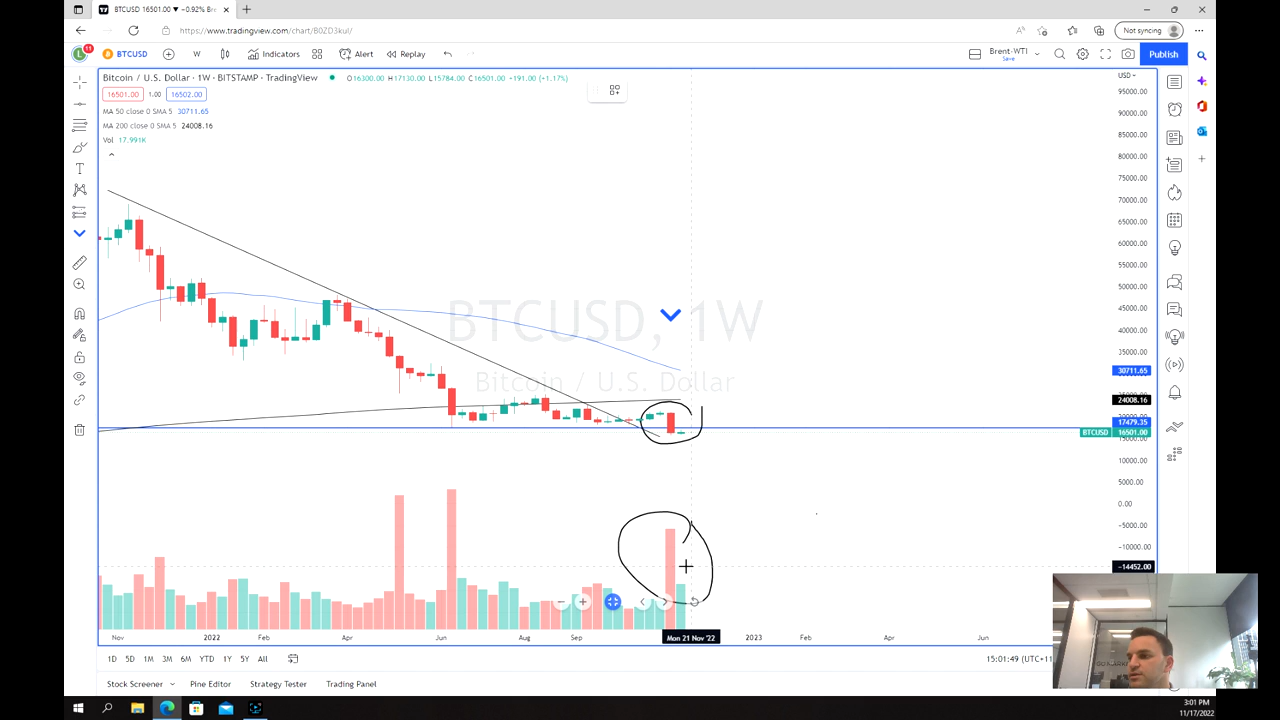 BTCUSD 16501.00 ▼ −0.92% Bren
https://www.tradingview.com/chart/B0ZD3kul/
Not syncing
11
BTCUSD
W
Indicators
Alert
Replay
Brent-WTI
Save
Publish
Bitcoin / U.S. Dollar · 1W · BITSTAMP · TradingView
O16300.00 H17130.00 L15784.00 C16501.00 +191.00 (+1.17%)
USD
16501.00 1.00 16502.00
MA 50 close 0 SMA 5 30711.65
MA 200 close 0 SMA 5 24008.16
Vol 17.991K
95000.00
90000.00
85000.00
80000.00
75000.00
70000.00
65000.00
60000.00
55000.00
50000.00
45000.00
40000.00
35000.00
BTCUSD, 1W
Bitcoin / U.S. Dollar
30711.65
24008.16
20000.00
17479.35
BTCUSD 16501.00
15000.00
10000.00
5000.00
0.00
−5000.00
−10000.00
−14452.00
Nov 2022 Feb Apr Jun Aug Sep Mon 21 Nov '22 2023 Feb Apr Jun
1D 5D 1M 3M 6M YTD 1Y 5Y All
15:01:49 (UTC+11
Stock Screener Pine Editor Strategy Tester Trading Panel
3:01 PM
11/17/2022